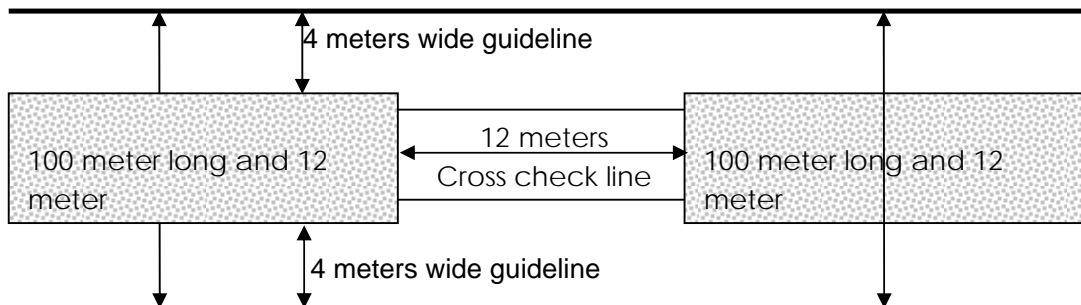 4 meters wide guideline
100 meter long and 12
meter
12 meters
Cross check line
100 meter long and 12
meter
4 meters wide guideline